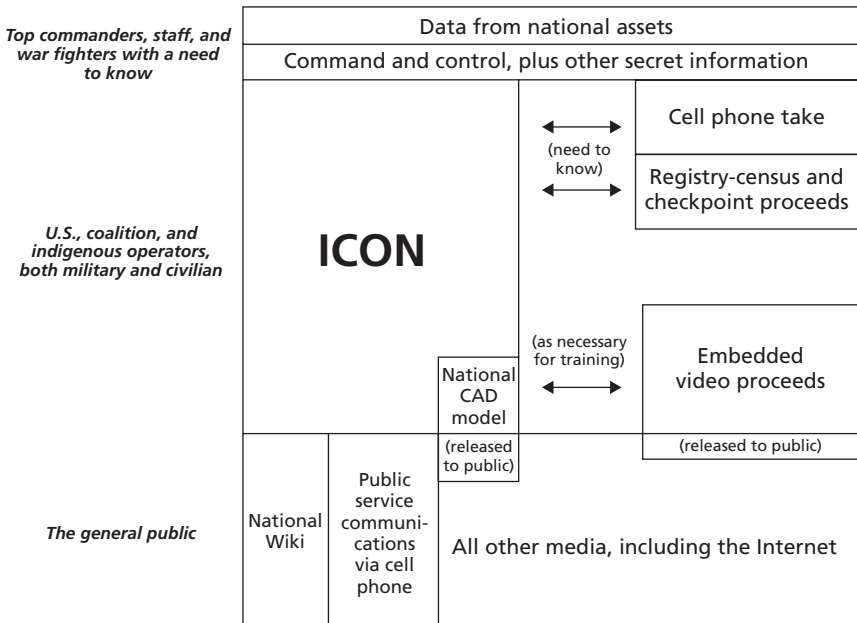 Top commanders, staff, and
war fighters with a need
to know
Data from national assets
Command and control, plus other secret information
U.S., coalition, and
indigenous operators,
both military and civilian
ICON
(need to
know)
Cell phone take
Registry-census and
checkpoint proceeds
(as necessary
for training)
Embedded
video proceeds
National
CAD
model
(released
to public)
(released to public)
The general public
National
Wiki
Public
service
communi-
cations
via cell
phone
All other media, including the Internet